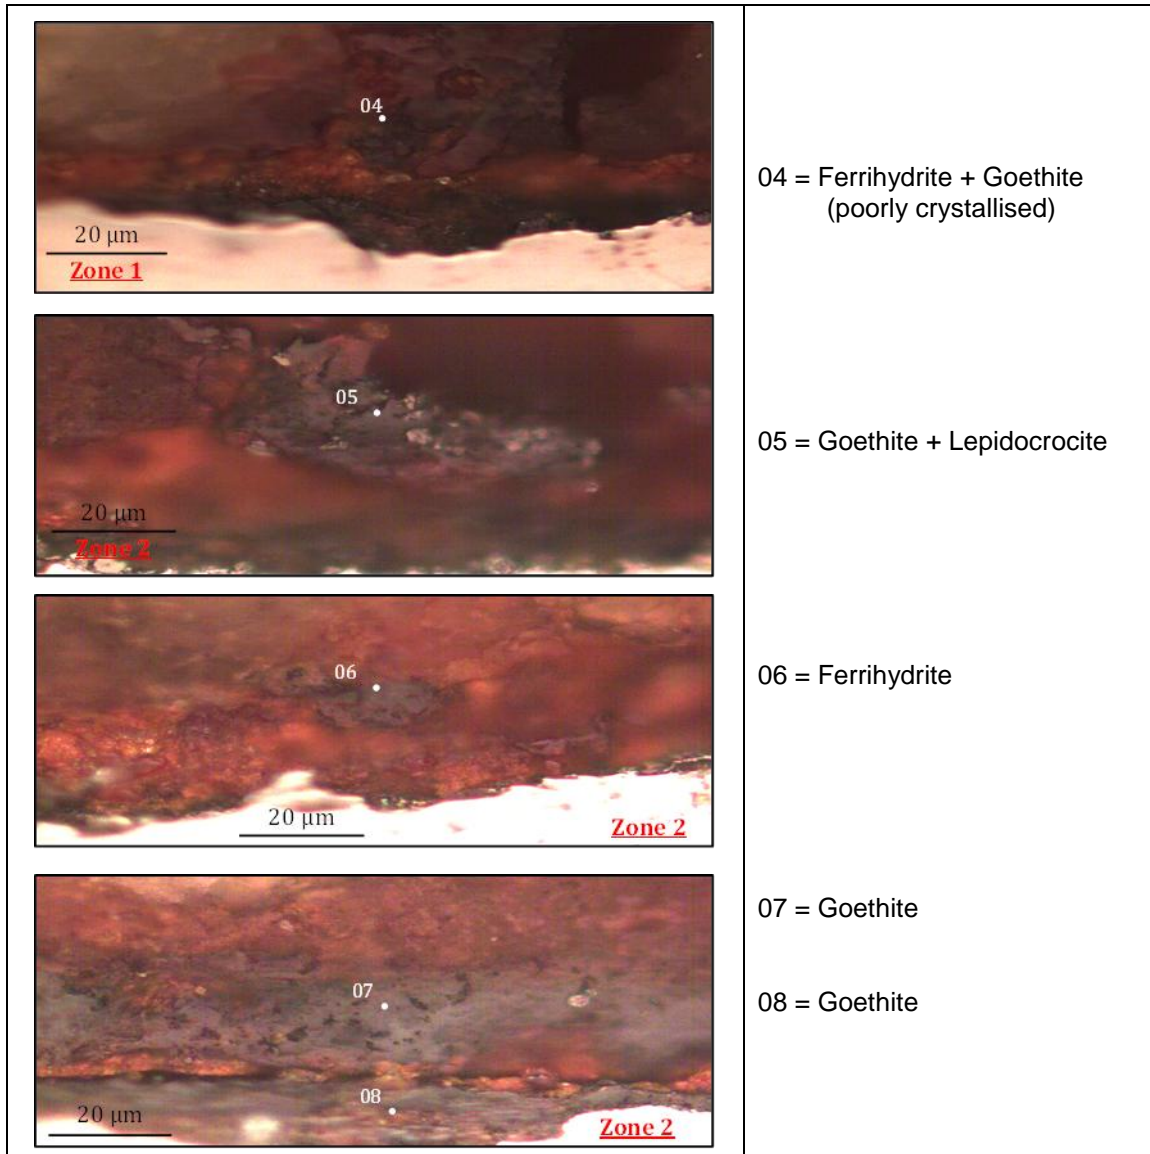 04
20 μm
Zone 1
04 = Ferrihydrite + Goethite
(poorly crystallised)
05
20 μm
Zone 2
05 = Goethite + Lepidocrocite
06
20 μm
Zone 2
06 = Ferrihydrite
07
08
20 μm
Zone 2
07 = Goethite
08 = Goethite